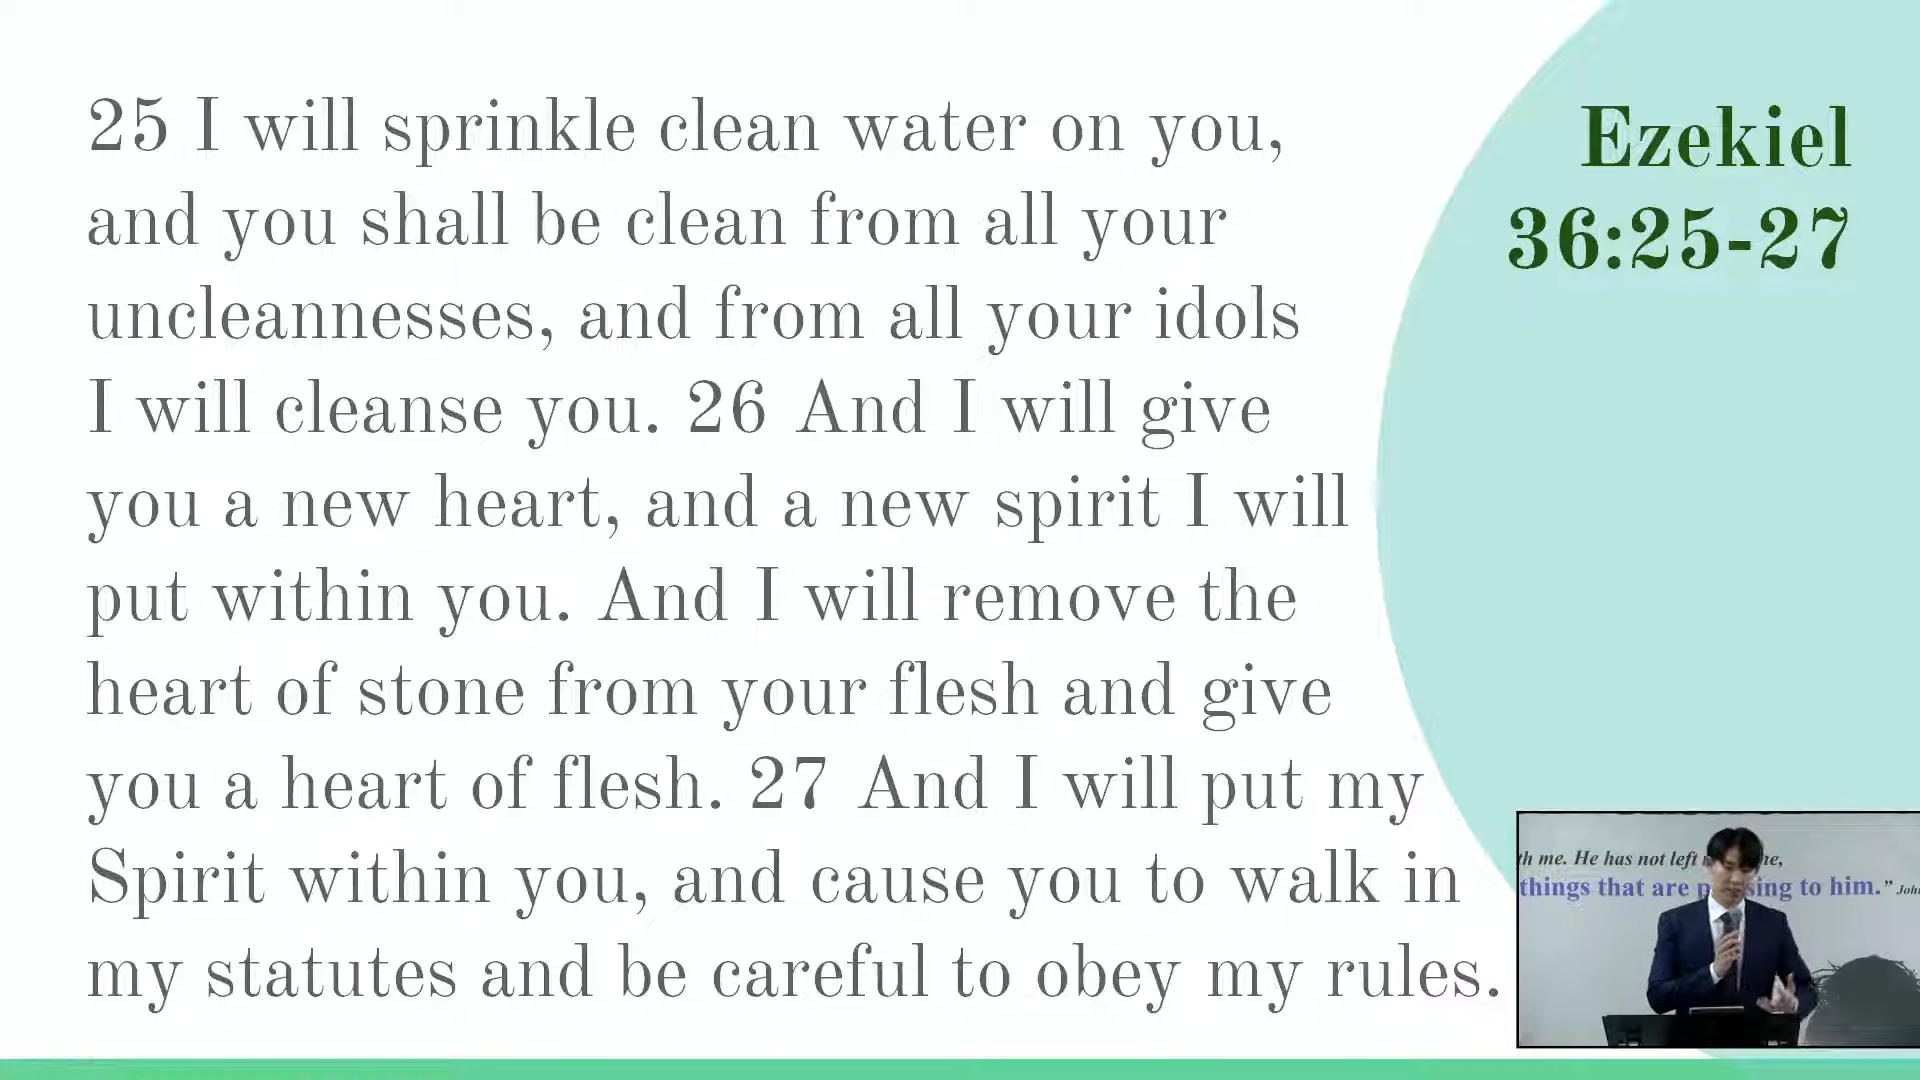 25 I will sprinkle clean water on you,
and you shall be clean from all your
uncleannesses, and from all your idols
I will cleanse you. 26 And I will give
you a new heart, and a new spirit I will
put within you. And I will remove the
heart of stone from your flesh and give
you a heart of flesh. 27 And I will put my
Spirit within you, and cause you to walk in
my statutes and be careful to obey my rules.
Ezekiel
36:25-27
me. He has not left
things that are to him.”